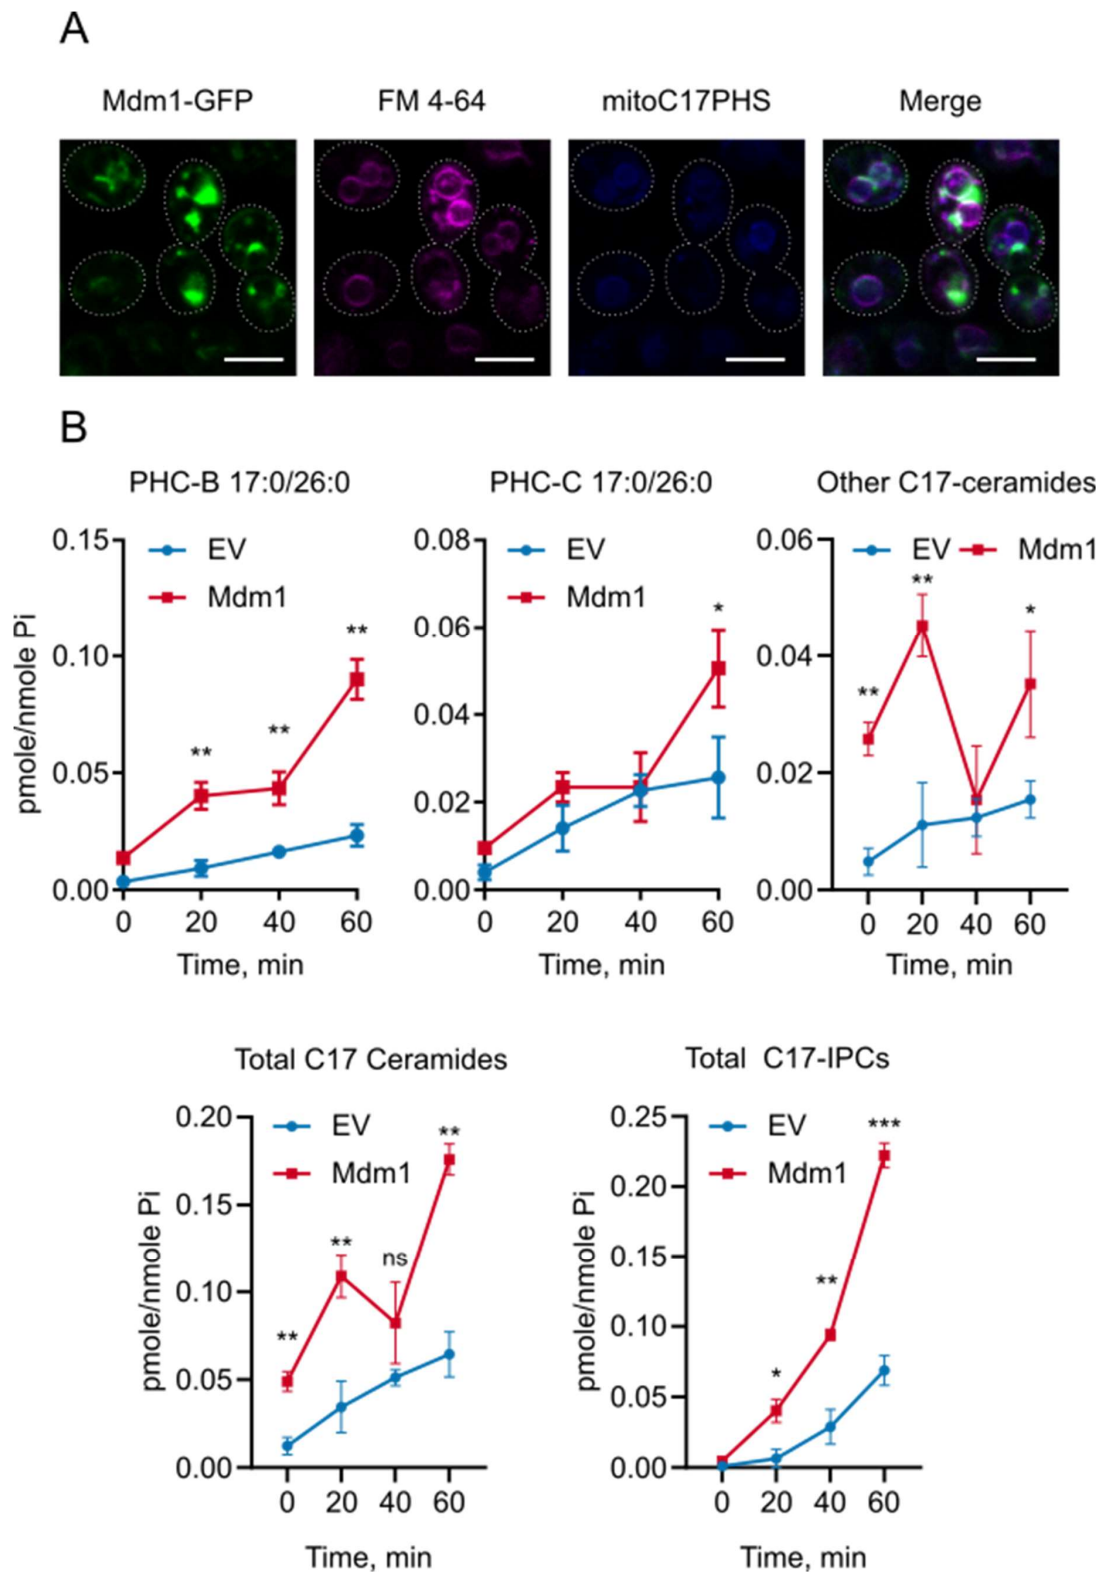 A
Mdm1-GFP FM 4-64 mitoC17PHS Merge
B
PHC-B 17:0/26:0 PHC-C 17:0/26:0 Other C17-ceramides
pmole/nmole Pi
0.15
0.10
0.05
0.00
EV
Mdm1
** ** **
0 20 40 60
Time, min
0.08
0.06
0.04
0.02
0.00
EV
Mdm1
*
0 20 40 60
Time, min
0.06
0.04
0.02
0.00
EV Mdm1
** ** *
0 20 40 60
Time, min
Total C17 Ceramides Total C17-IPCs
pmole/nmole Pi
0.20
0.15
0.10
0.05
0.00
EV
Mdm1
** ** ns **
0 20 40 60
Time, min
pmole/nmole Pi
0.25
0.20
0.15
0.10
0.05
0.00
EV
Mdm1
* ** ***
0 20 40 60
Time, min